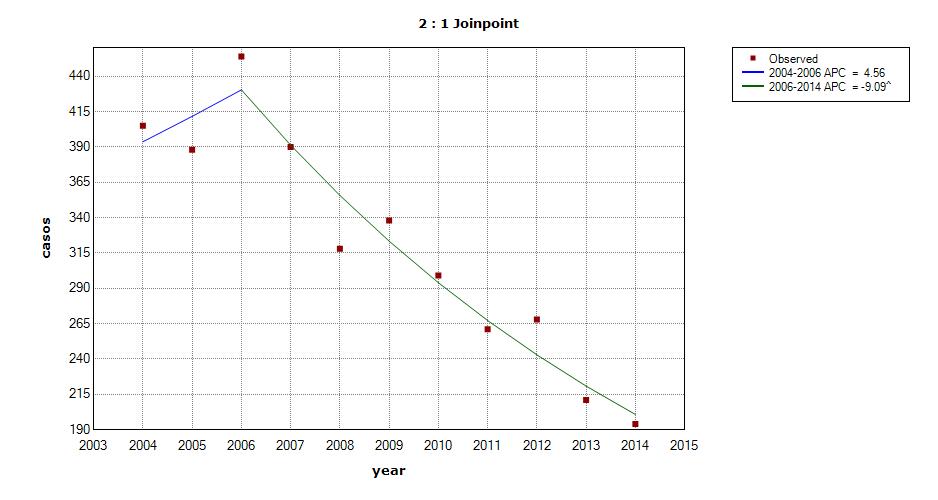 2 : 1 Joinpoint
Observed
2004-2006 APC = 4.56
2006-2014 APC = -9.09^
440
415
390
365
340
315
290
265
240
215
190
casos
2003 2004 2005 2006 2007 2008 2009 2010 2011 2012 2013 2014 2015
year